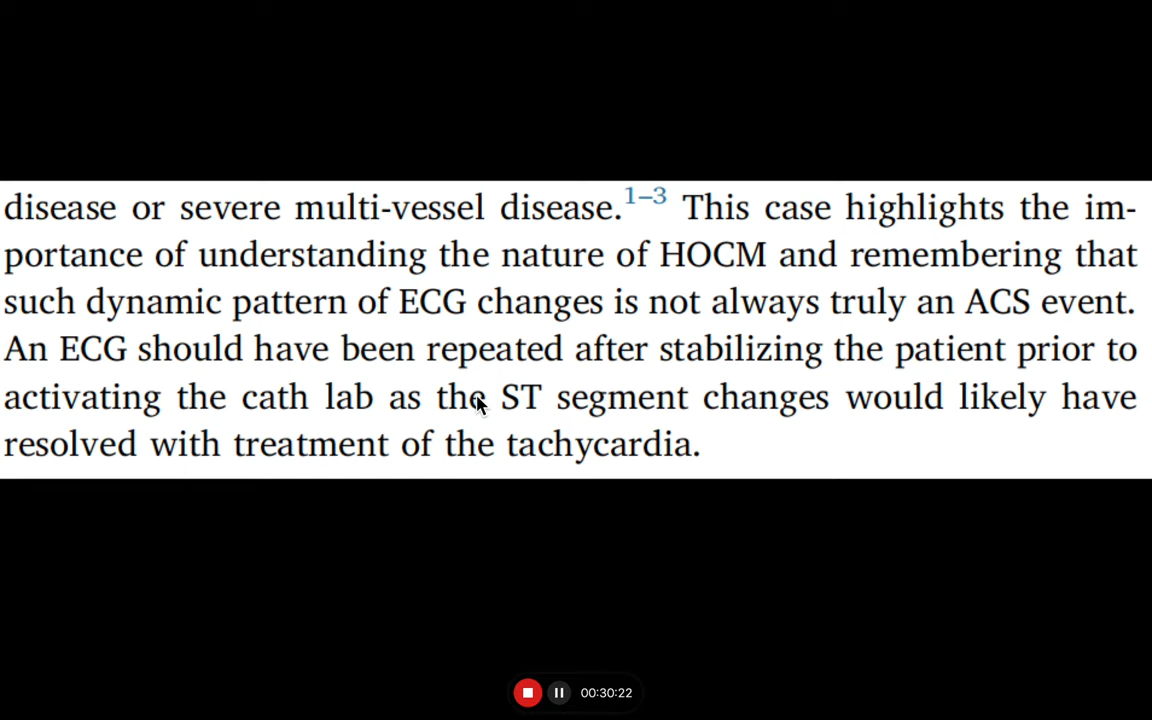 disease or severe multi-vessel disease.1–3 This case highlights the im-
portance of understanding the nature of HOCM and remembering that
such dynamic pattern of ECG changes is not always truly an ACS event.
An ECG should have been repeated after stabilizing the patient prior to
activating the cath lab as the ST segment changes would likely have
resolved with treatment of the tachycardia.
00:30:22